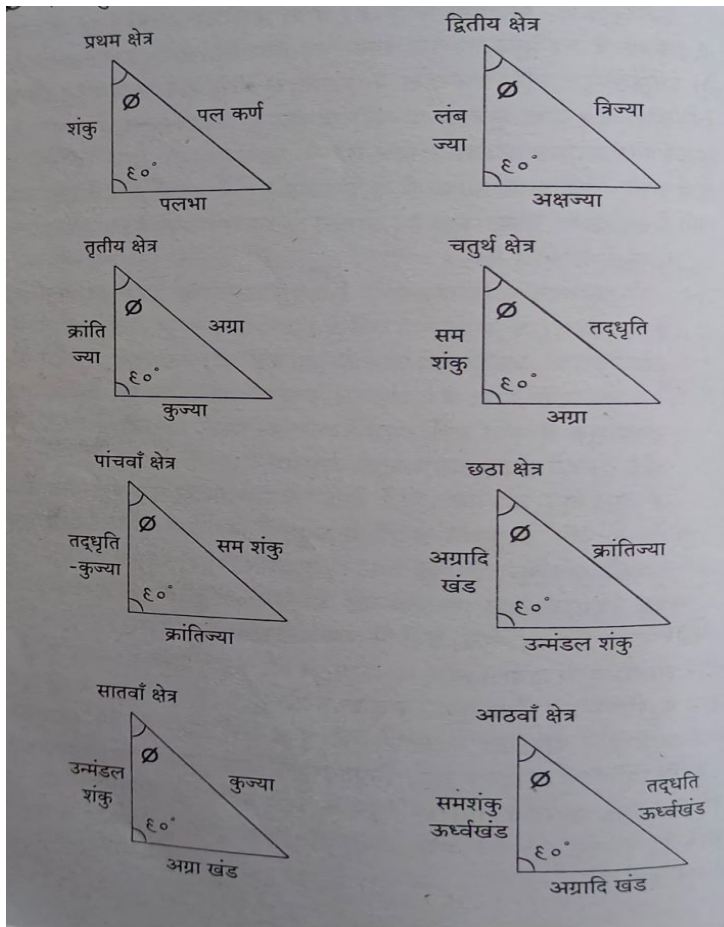 प्रथम क्षेत्र
Ø
शंकु
पल कर्ण
९०°
पलभा
द्वितीय क्षेत्र
Ø
लंब
ज्या
त्रिज्या
९०°
अक्षज्या
तृतीय क्षेत्र
Ø
क्रांति
ज्या
अग्रा
९०°
कुज्या
चतुर्थ क्षेत्र
Ø
सम
शंकु
तद्धृति
९०°
अग्रा
पांचवाँ क्षेत्र
Ø
तद्धृति
-कुज्या
सम शंकु
९०°
क्रांतिज्या
छठा क्षेत्र
Ø
अग्रादि
खंड
क्रांतिज्या
९०°
उन्मंडल शंकु
सातवाँ क्षेत्र
Ø
उन्मंडल
शंकु
कुज्या
९०°
अग्रा खंड
आठवाँ क्षेत्र
Ø
समशंकु
ऊर्ध्वखंड
तद्धति
ऊर्ध्वखंड
९०°
अग्रादि खंड